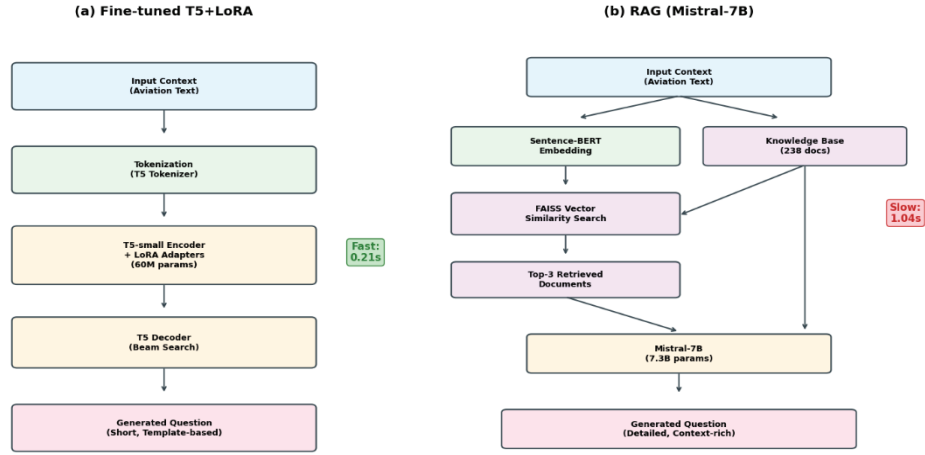 (a) Fine-tuned T5+LoRA
Input Context
(Aviation Text)
Tokenization
(T5 Tokenizer)
T5-small Encoder
+ LoRA Adapters
(60M params)
Fast:
0.21s
T5 Decoder
(Beam Search)
Generated Question
(Short, Template-based)
(b) RAG (Mistral-7B)
Input Context
(Aviation Text)
Sentence-BERT
Embedding
Knowledge Base
(238 docs)
FAISS Vector
Similarity Search
Slow:
1.04s
Top-3 Retrieved
Documents
Mistral-7B
(7.3B params)
Generated Question
(Detailed, Context-rich)